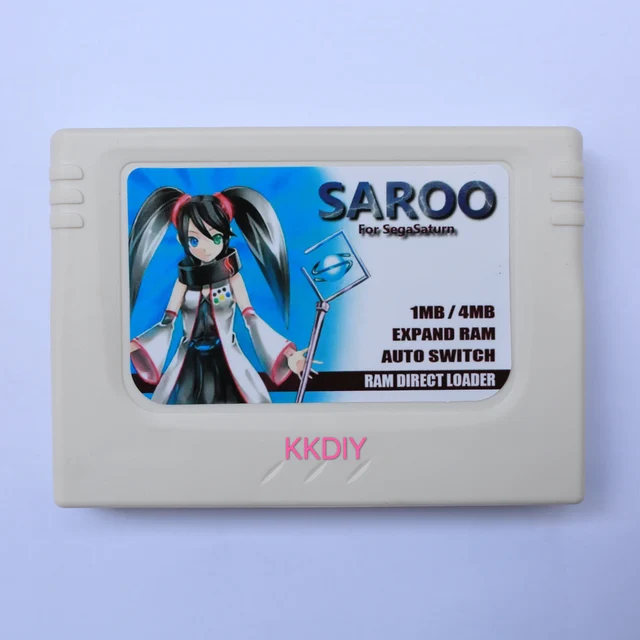 SAROO
For SegaSaturn
1MB / 4MB
EXPAND RAM
AUTO SWITCH
RAM DIRECT LOADER
KKDIY